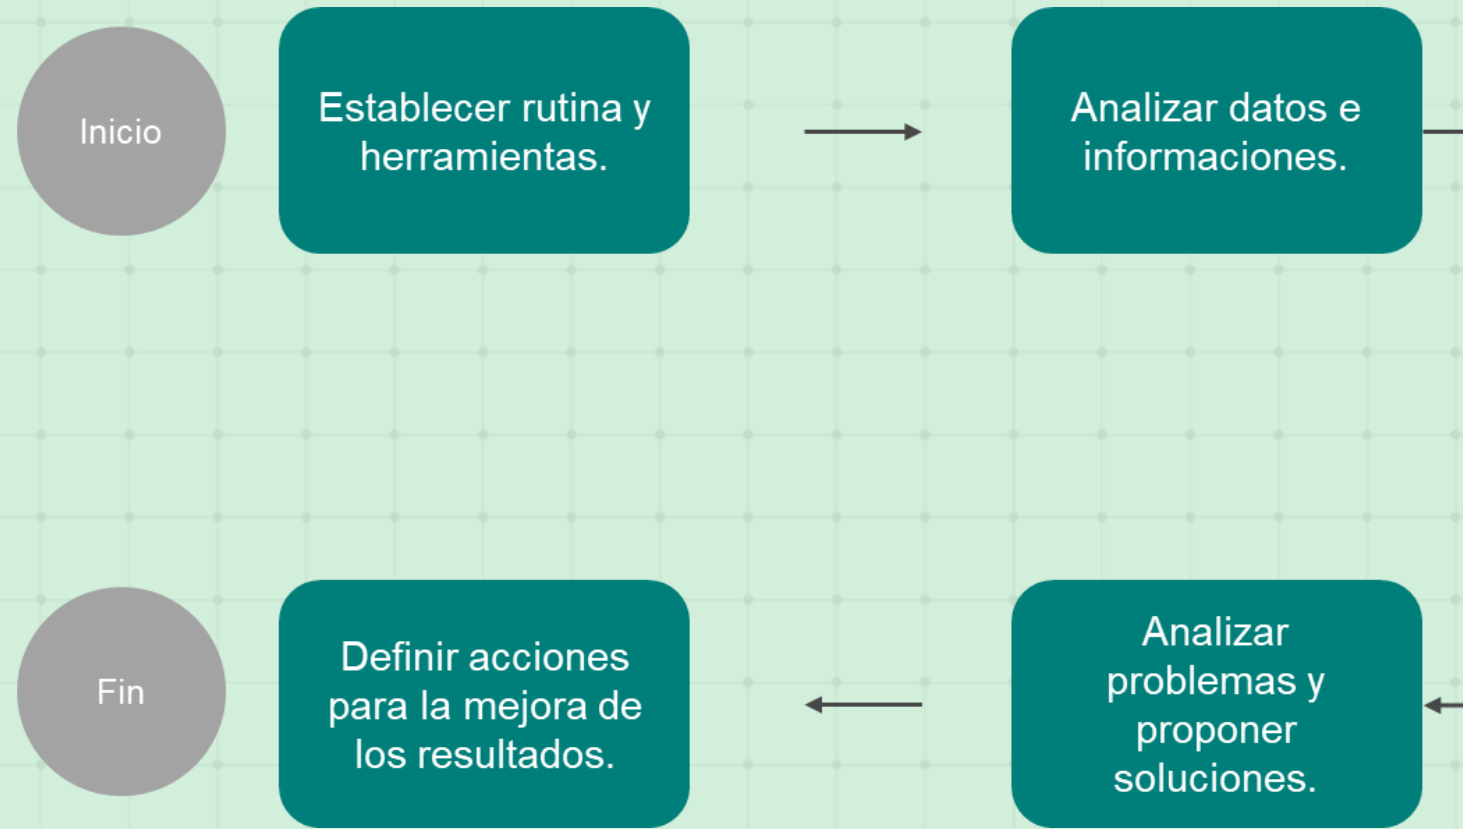 Inicio
Establecer rutina y
herramientas.
Analizar datos e
informaciones.
Fin
Definir acciones
para la mejora de
los resultados.
Analizar
problemas y
proponer
soluciones.